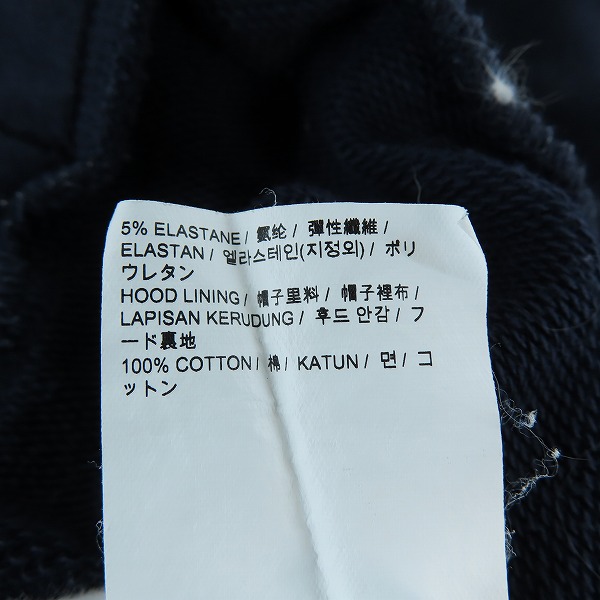 5% ELASTANE / 氨纶 / 彈性纖維 /
ELASTAN / 엘라스테인(지정외) / ポリ
ウレタン
HOOD LINING / 帽子里料 / 帽子裡布 /
LAPISAN KERUDUNG / 후드 안감 / フ
ード裏地
100% COTTON / 棉 / KATUN / 면 / コ
ットン